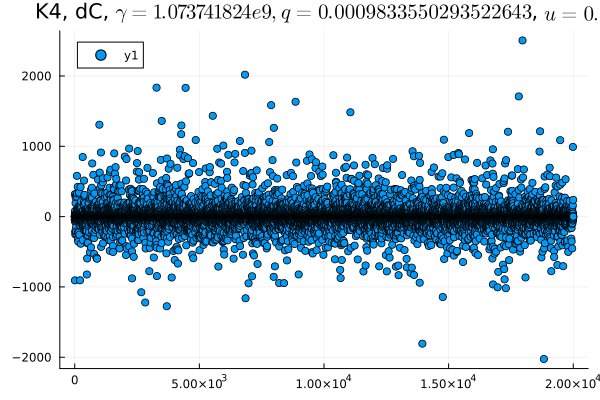 K4, dC, γ = 1.073741824e9, q = 0.0009833550293522643, u = 0.
y1
2000
1000
0
−1000
−2000
0 5.00×10³ 1.00×10⁴ 1.50×10⁴ 2.00×10⁴